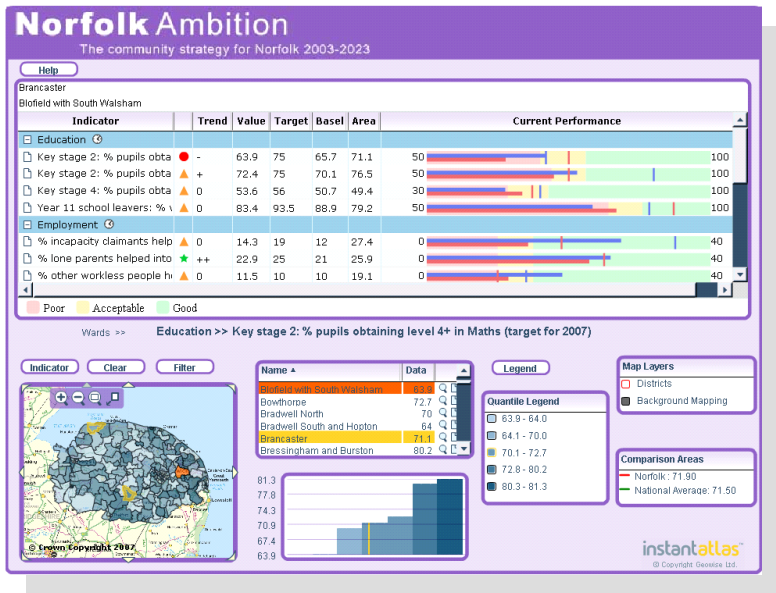 Norfolk Ambition
The community strategy for Norfolk 2003-2023
Help
Brancaster
Blofield with South Walsham
Indicator Trend Value Target Basel Area Current Performance
Education
Key stage 2: % pupils obta - 63.9 75 65.7 71.1 50 100
Key stage 2: % pupils obta + 72.4 75 70.1 76.5 50 100
Key stage 4: % pupils obta 0 53.6 56 50.7 49.4 30 100
Year 11 school leavers: % v 0 83.4 93.5 88.9 79.2 50 100
Employment
% incapacity claimants help 0 14.3 19 12 27.4 0 40
% lone parents helped into ++ 22.9 25 21 25.9 0 40
% other workless people he 0 11.5 10 10 19.1 0 40
Poor Acceptable Good
Wards >> Education >> Key stage 2: % pupils obtaining level 4+ in Maths (target for 2007)
Indicator Clear Filter
Name Data
Blofield with South Walsham 63.9
Bowthorpe 72.7
Bradwell North 70
Bradwell South and Hopton 64
Brancaster 71.1
Bressingham and Burston 80.2
Legend
Quantile Legend
63.9 - 64.0
64.1 - 70.0
70.1 - 72.7
72.8 - 80.2
80.3 - 81.3
Map Layers
Districts
Background Mapping
Comparison Areas
Norfolk : 71.90
National Average: 71.50
© Crown Copyright 2007
81.3
77.8
74.3
70.9
67.4
63.9
instantatlas™
© Copyright Geowise Ltd.